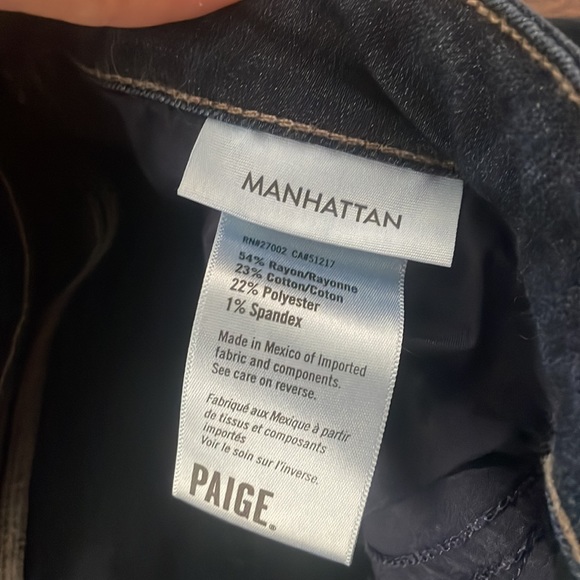 MANHATTAN
RN#27002 CA#51217
54% Rayon/Rayonne
23% Cotton/Coton
22% Polyester
1% Spandex
Made in Mexico of Imported
fabric and components.
See care on reverse.
Fabriqué aux Mexique à partir
de tissus et composants
importés
Voir le soin sur l'inverse.
PAIGE®